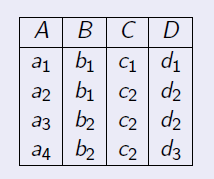 A B C D
a₁ b₁ c₁ d₁
a₂ b₁ c₂ d₂
a₃ b₂ c₂ d₂
a₄ b₂ c₂ d₃